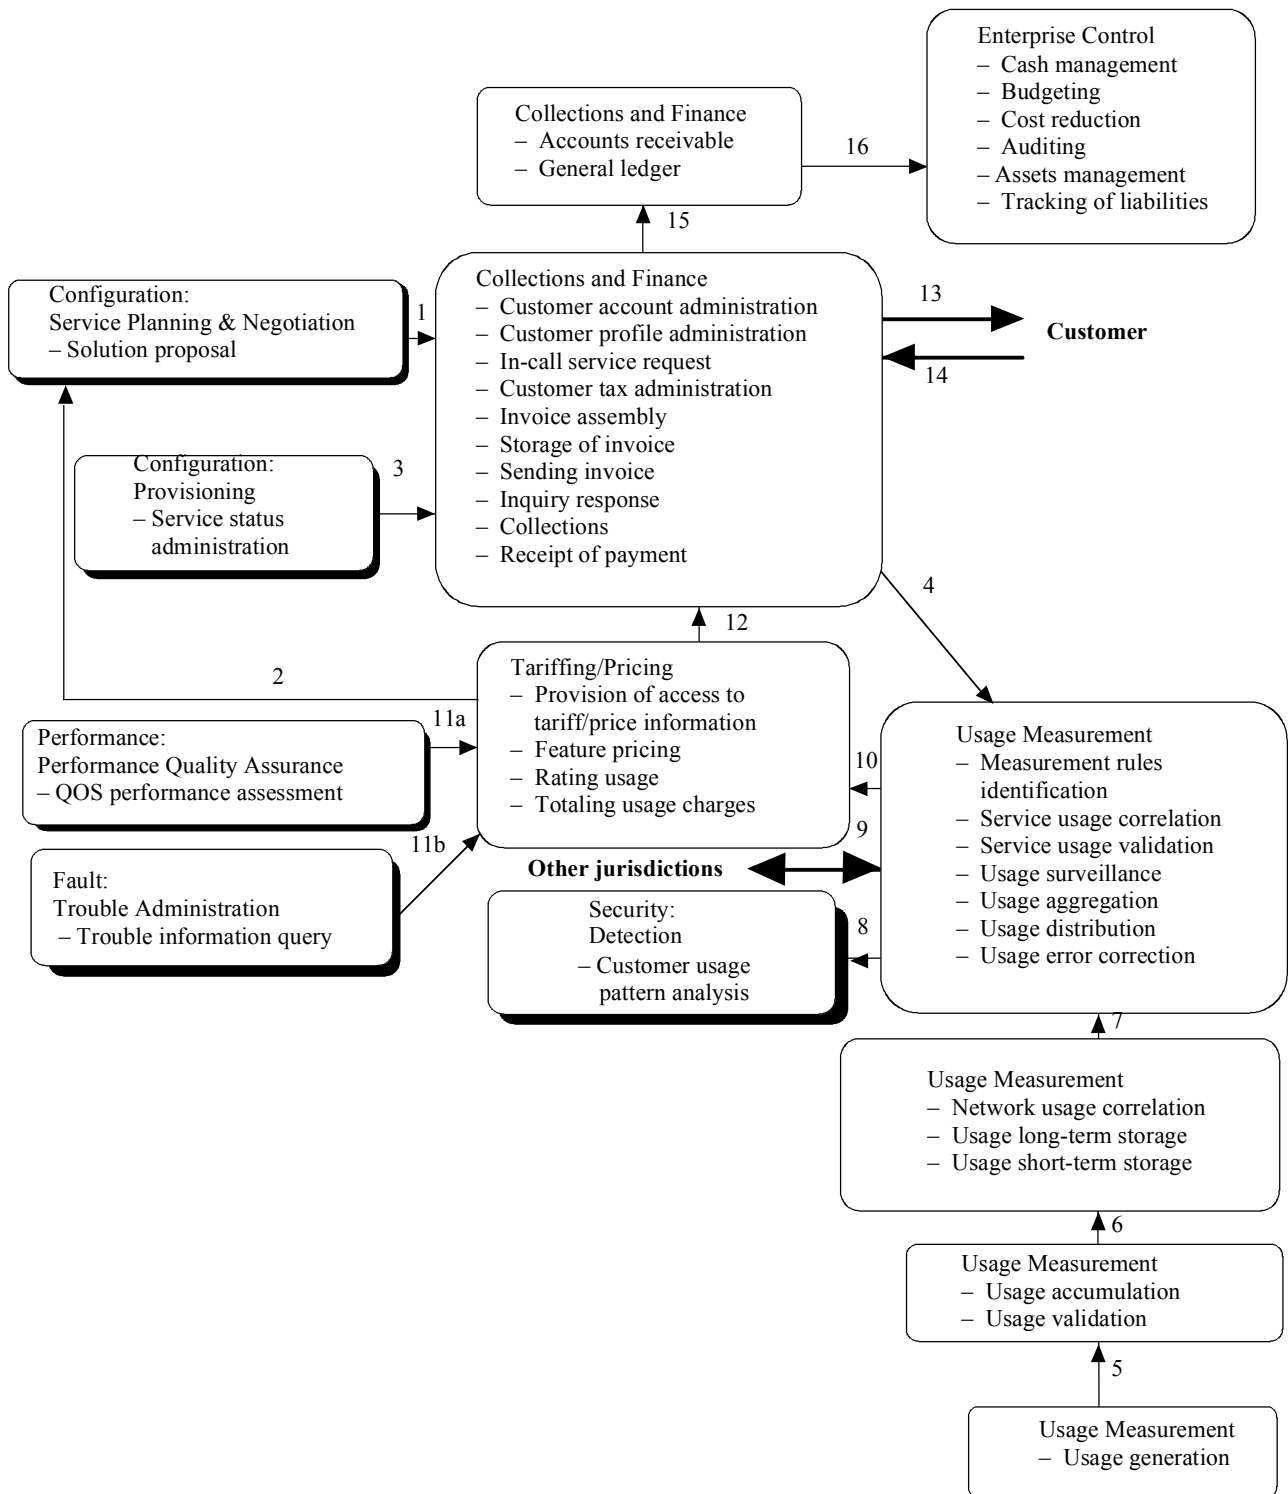 Enterprise Control
– Cash management
– Budgeting
– Cost reduction
– Auditing
– Assets management
– Tracking of liabilities
Collections and Finance
– Accounts receivable
– General ledger
16
15
Collections and Finance
– Customer account administration
– Customer profile administration
– In-call service request
– Customer tax administration
– Invoice assembly
– Storage of invoice
– Sending invoice
– Inquiry response
– Collections
– Receipt of payment
13
Customer
14
Configuration:
Service Planning & Negotiation
– Solution proposal
1
Configuration:
Provisioning
– Service status
administration
3
4
12
2
Tariffing/Pricing
– Provision of access to
tariff/price information
– Feature pricing
– Rating usage
– Totaling usage charges
11a
Performance:
Performance Quality Assurance
– QOS performance assessment
11b
Fault:
Trouble Administration
– Trouble information query
10
9
Other jurisdictions
8
Security:
Detection
– Customer usage
pattern analysis
Usage Measurement
– Measurement rules
identification
– Service usage correlation
– Service usage validation
– Usage surveillance
– Usage aggregation
– Usage distribution
– Usage error correction
7
Usage Measurement
– Network usage correlation
– Usage long-term storage
– Usage short-term storage
6
Usage Measurement
– Usage accumulation
– Usage validation
5
Usage Measurement
– Usage generation